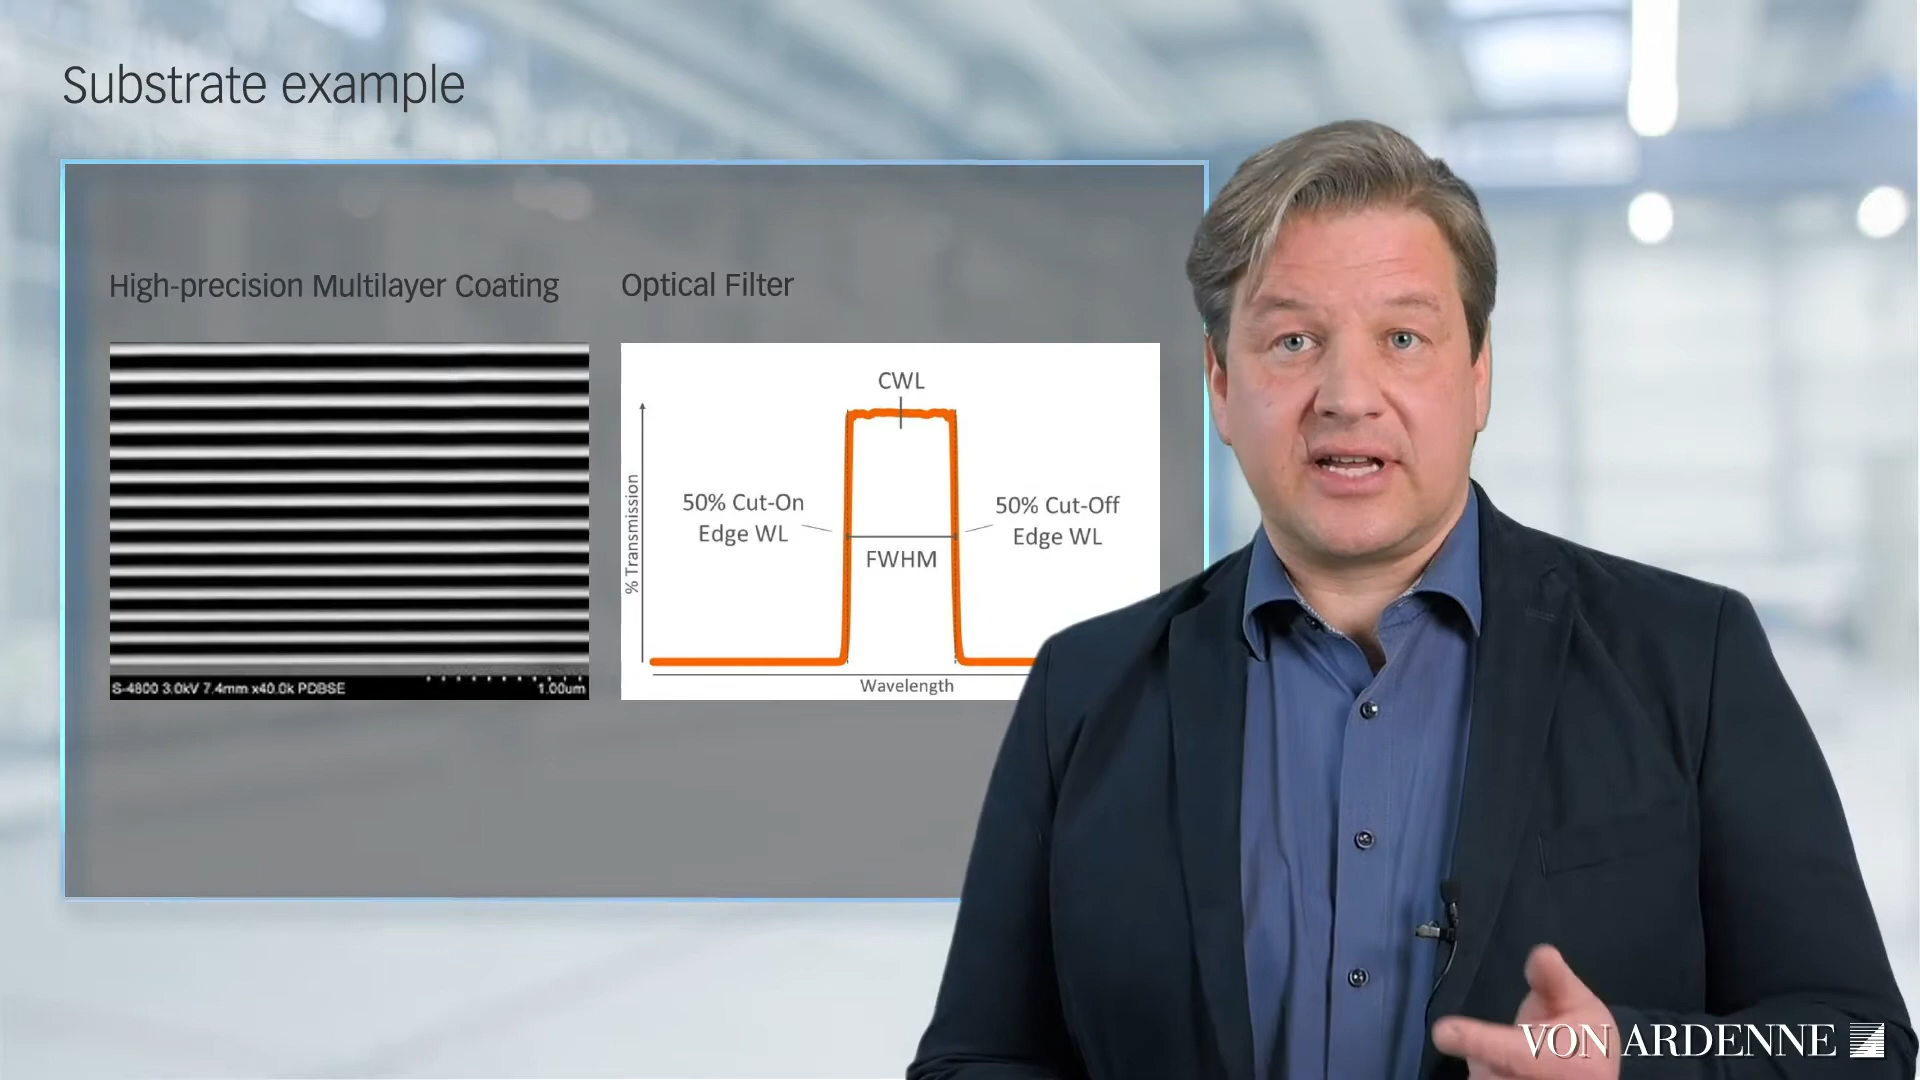 Substrate example
High-precision Multilayer Coating
Optical Filter
S-4800 3.0kV 7.4mm x40.0k PDBSE
1.00um
CWL
% Transmission
50% Cut-On
Edge WL
50% Cut-Off
Edge WL
FWHM
Wavelength
VON ARDENNE